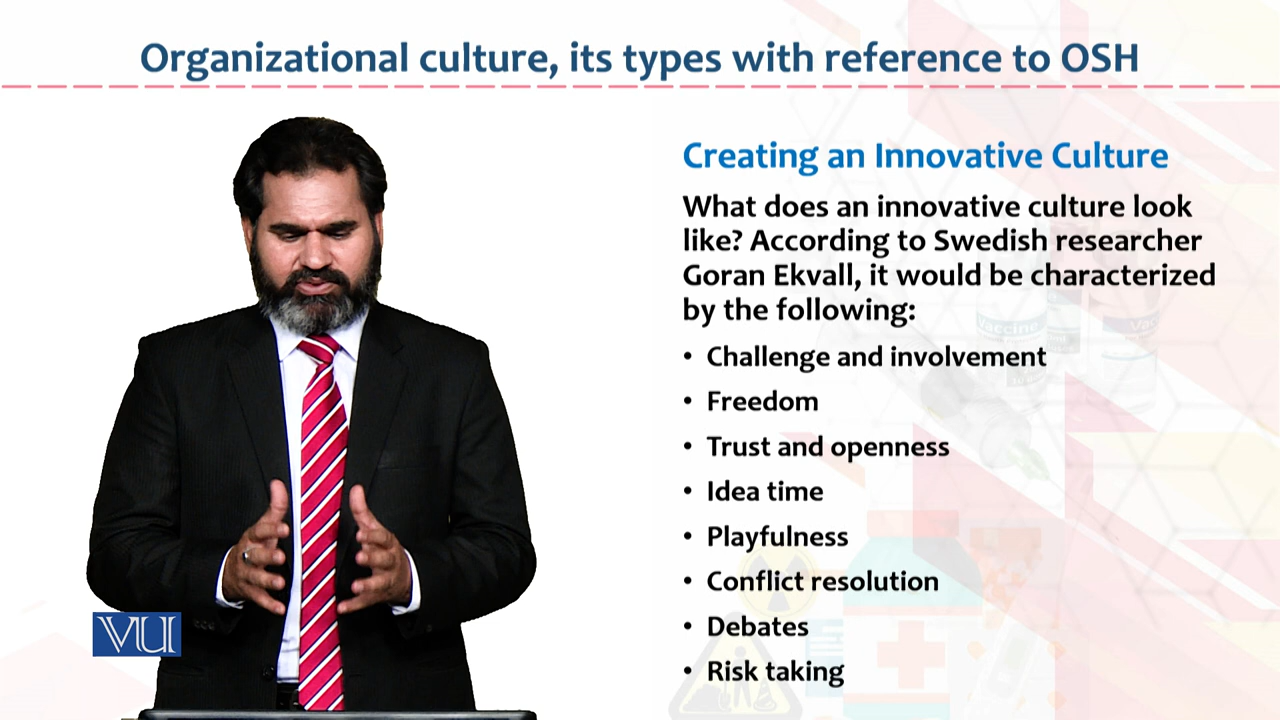 Organizational culture, its types with reference to OSH
Creating an Innovative Culture
What does an innovative culture look
like? According to Swedish researcher
Goran Ekvall, it would be characterized
by the following:
• Challenge and involvement
• Freedom
• Trust and openness
• Idea time
• Playfulness
• Conflict resolution
• Debates
• Risk taking
VU
Vaccine